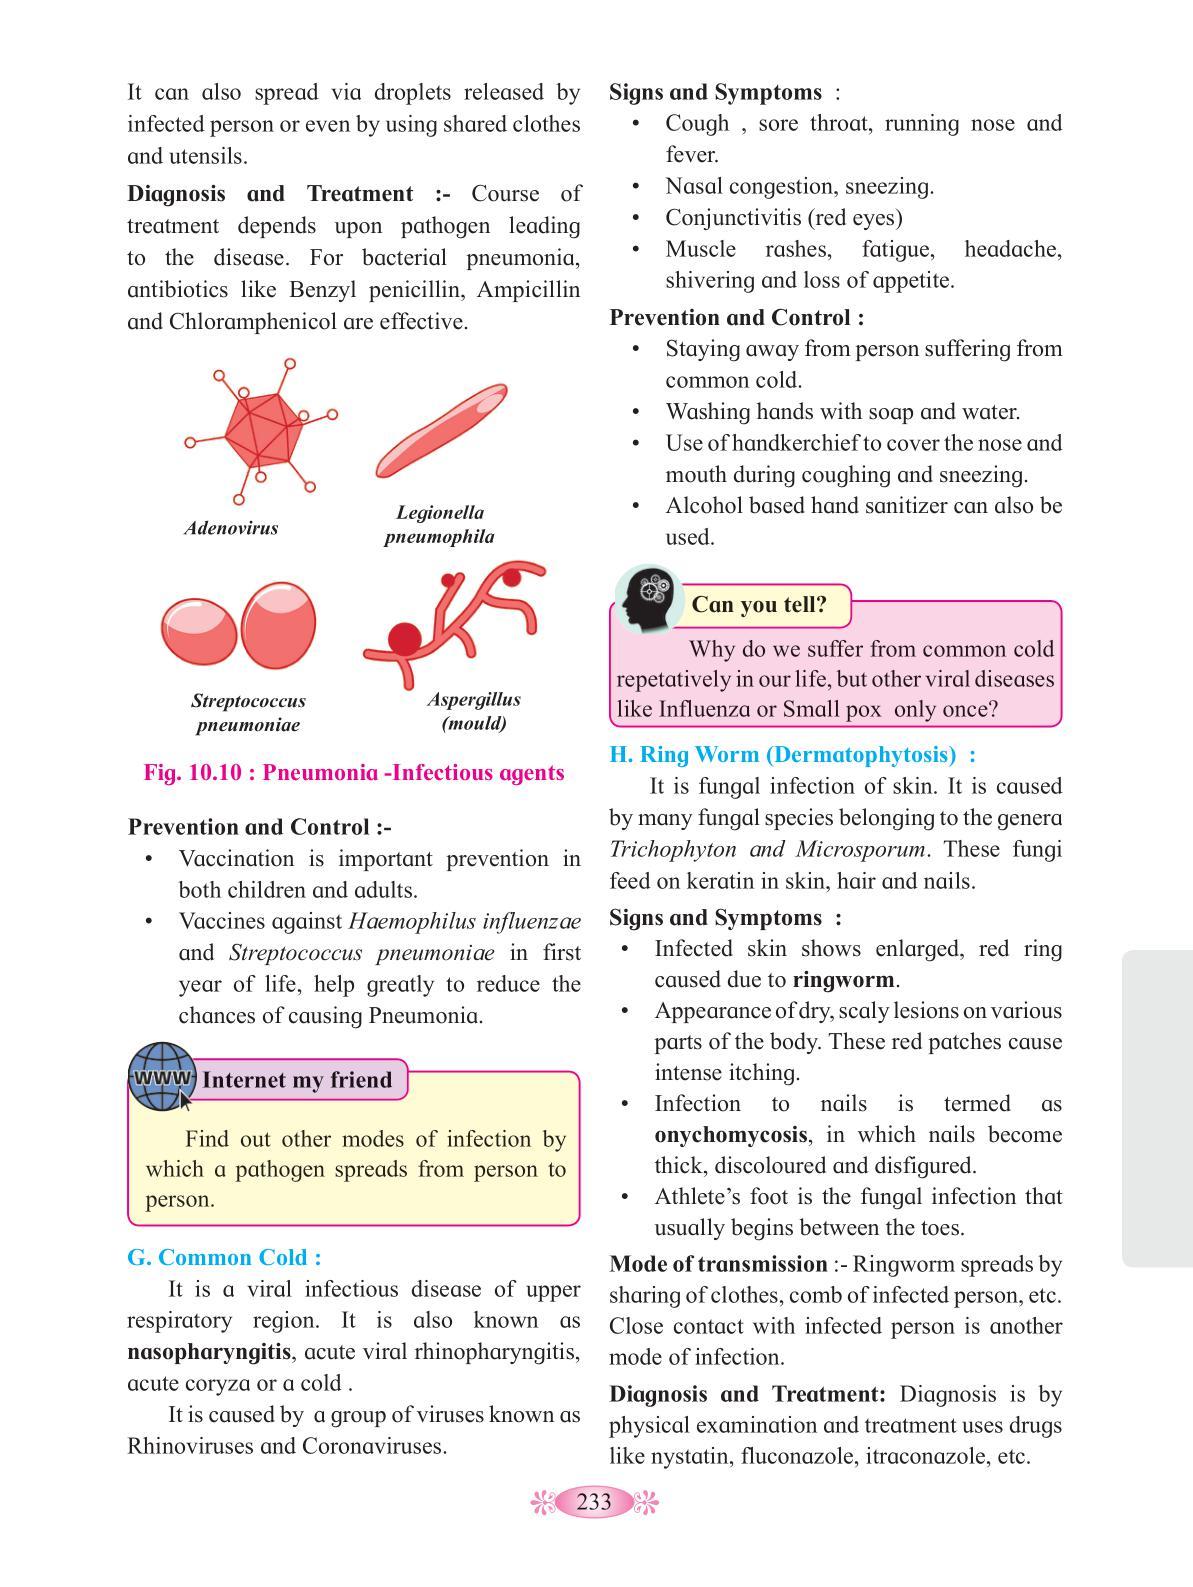 It can also spread via droplets released by
infected person or even by using shared clothes
and utensils.
Diagnosis and Treatment :- Course of
treatment depends upon pathogen leading
to the disease. For bacterial pneumonia,
antibiotics like Benzyl penicillin, Ampicillin
and Chloramphenicol are effective.
Adenovirus
Legionella
pneumophila
Streptococcus
pneumoniae
Aspergillus
(mould)
Fig. 10.10 : Pneumonia -Infectious agents
Prevention and Control :-
• Vaccination is important prevention in
both children and adults.
• Vaccines against Haemophilus influenzae
and Streptococcus pneumoniae in first
year of life, help greatly to reduce the
chances of causing Pneumonia.
www
Internet my friend
Find out other modes of infection by
which a pathogen spreads from person to
person.
G. Common Cold :
It is a viral infectious disease of upper
respiratory region. It is also known as
nasopharyngitis, acute viral rhinopharyngitis,
acute coryza or a cold .
It is caused by a group of viruses known as
Rhinoviruses and Coronaviruses.
Signs and Symptoms :
• Cough , sore throat, running nose and
fever.
• Nasal congestion, sneezing.
• Conjunctivitis (red eyes)
• Muscle rashes, fatigue, headache,
shivering and loss of appetite.
Prevention and Control :
• Staying away from person suffering from
common cold.
• Washing hands with soap and water.
• Use of handkerchief to cover the nose and
mouth during coughing and sneezing.
• Alcohol based hand sanitizer can also be
used.
Can you tell?
Why do we suffer from common cold
repetatively in our life, but other viral diseases
like Influenza or Small pox only once?
H. Ring Worm (Dermatophytosis) :
It is fungal infection of skin. It is caused
by many fungal species belonging to the genera
Trichophyton and Microsporum. These fungi
feed on keratin in skin, hair and nails.
Signs and Symptoms :
• Infected skin shows enlarged, red ring
caused due to ringworm.
• Appearance of dry, scaly lesions on various
parts of the body. These red patches cause
intense itching.
• Infection to nails is termed as
onychomycosis, in which nails become
thick, discoloured and disfigured.
• Athlete’s foot is the fungal infection that
usually begins between the toes.
Mode of transmission :- Ringworm spreads by
sharing of clothes, comb of infected person, etc.
Close contact with infected person is another
mode of infection.
Diagnosis and Treatment: Diagnosis is by
physical examination and treatment uses drugs
like nystatin, fluconazole, itraconazole, etc.
233